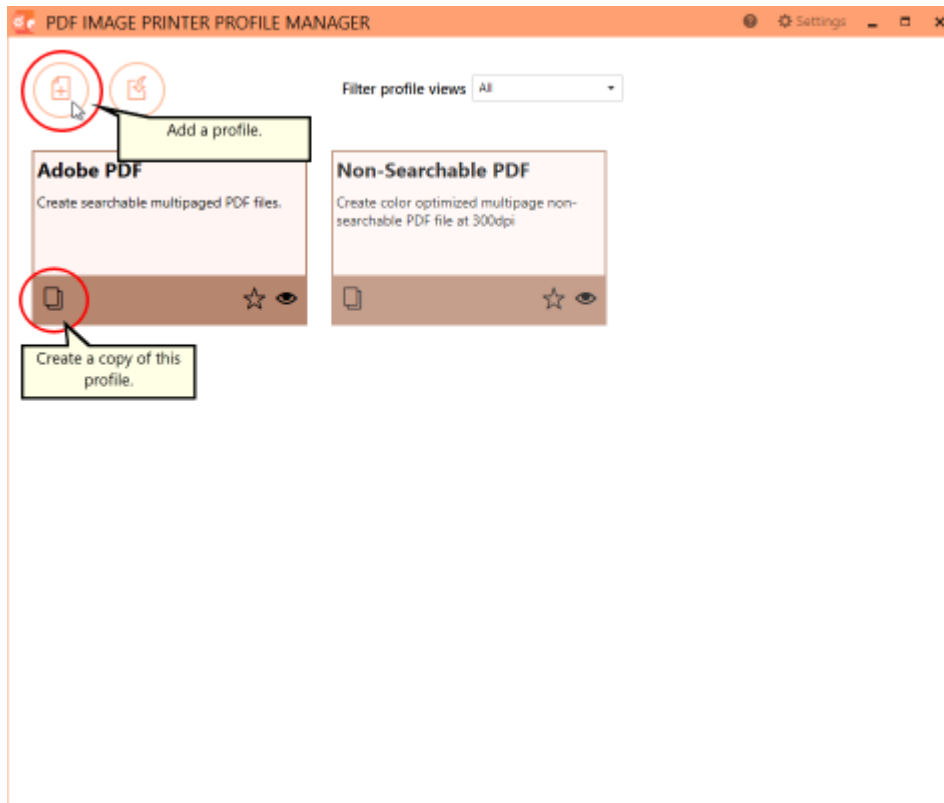 PDF IMAGE PRINTER PROFILE MANAGER
Settings
Filter profile views All
Add a profile.
Adobe PDF
Create searchable multipaged PDF files.
Non-Searchable PDF
Create color optimized multipage non-
searchable PDF file at 300dpi
Create a copy of this
profile.